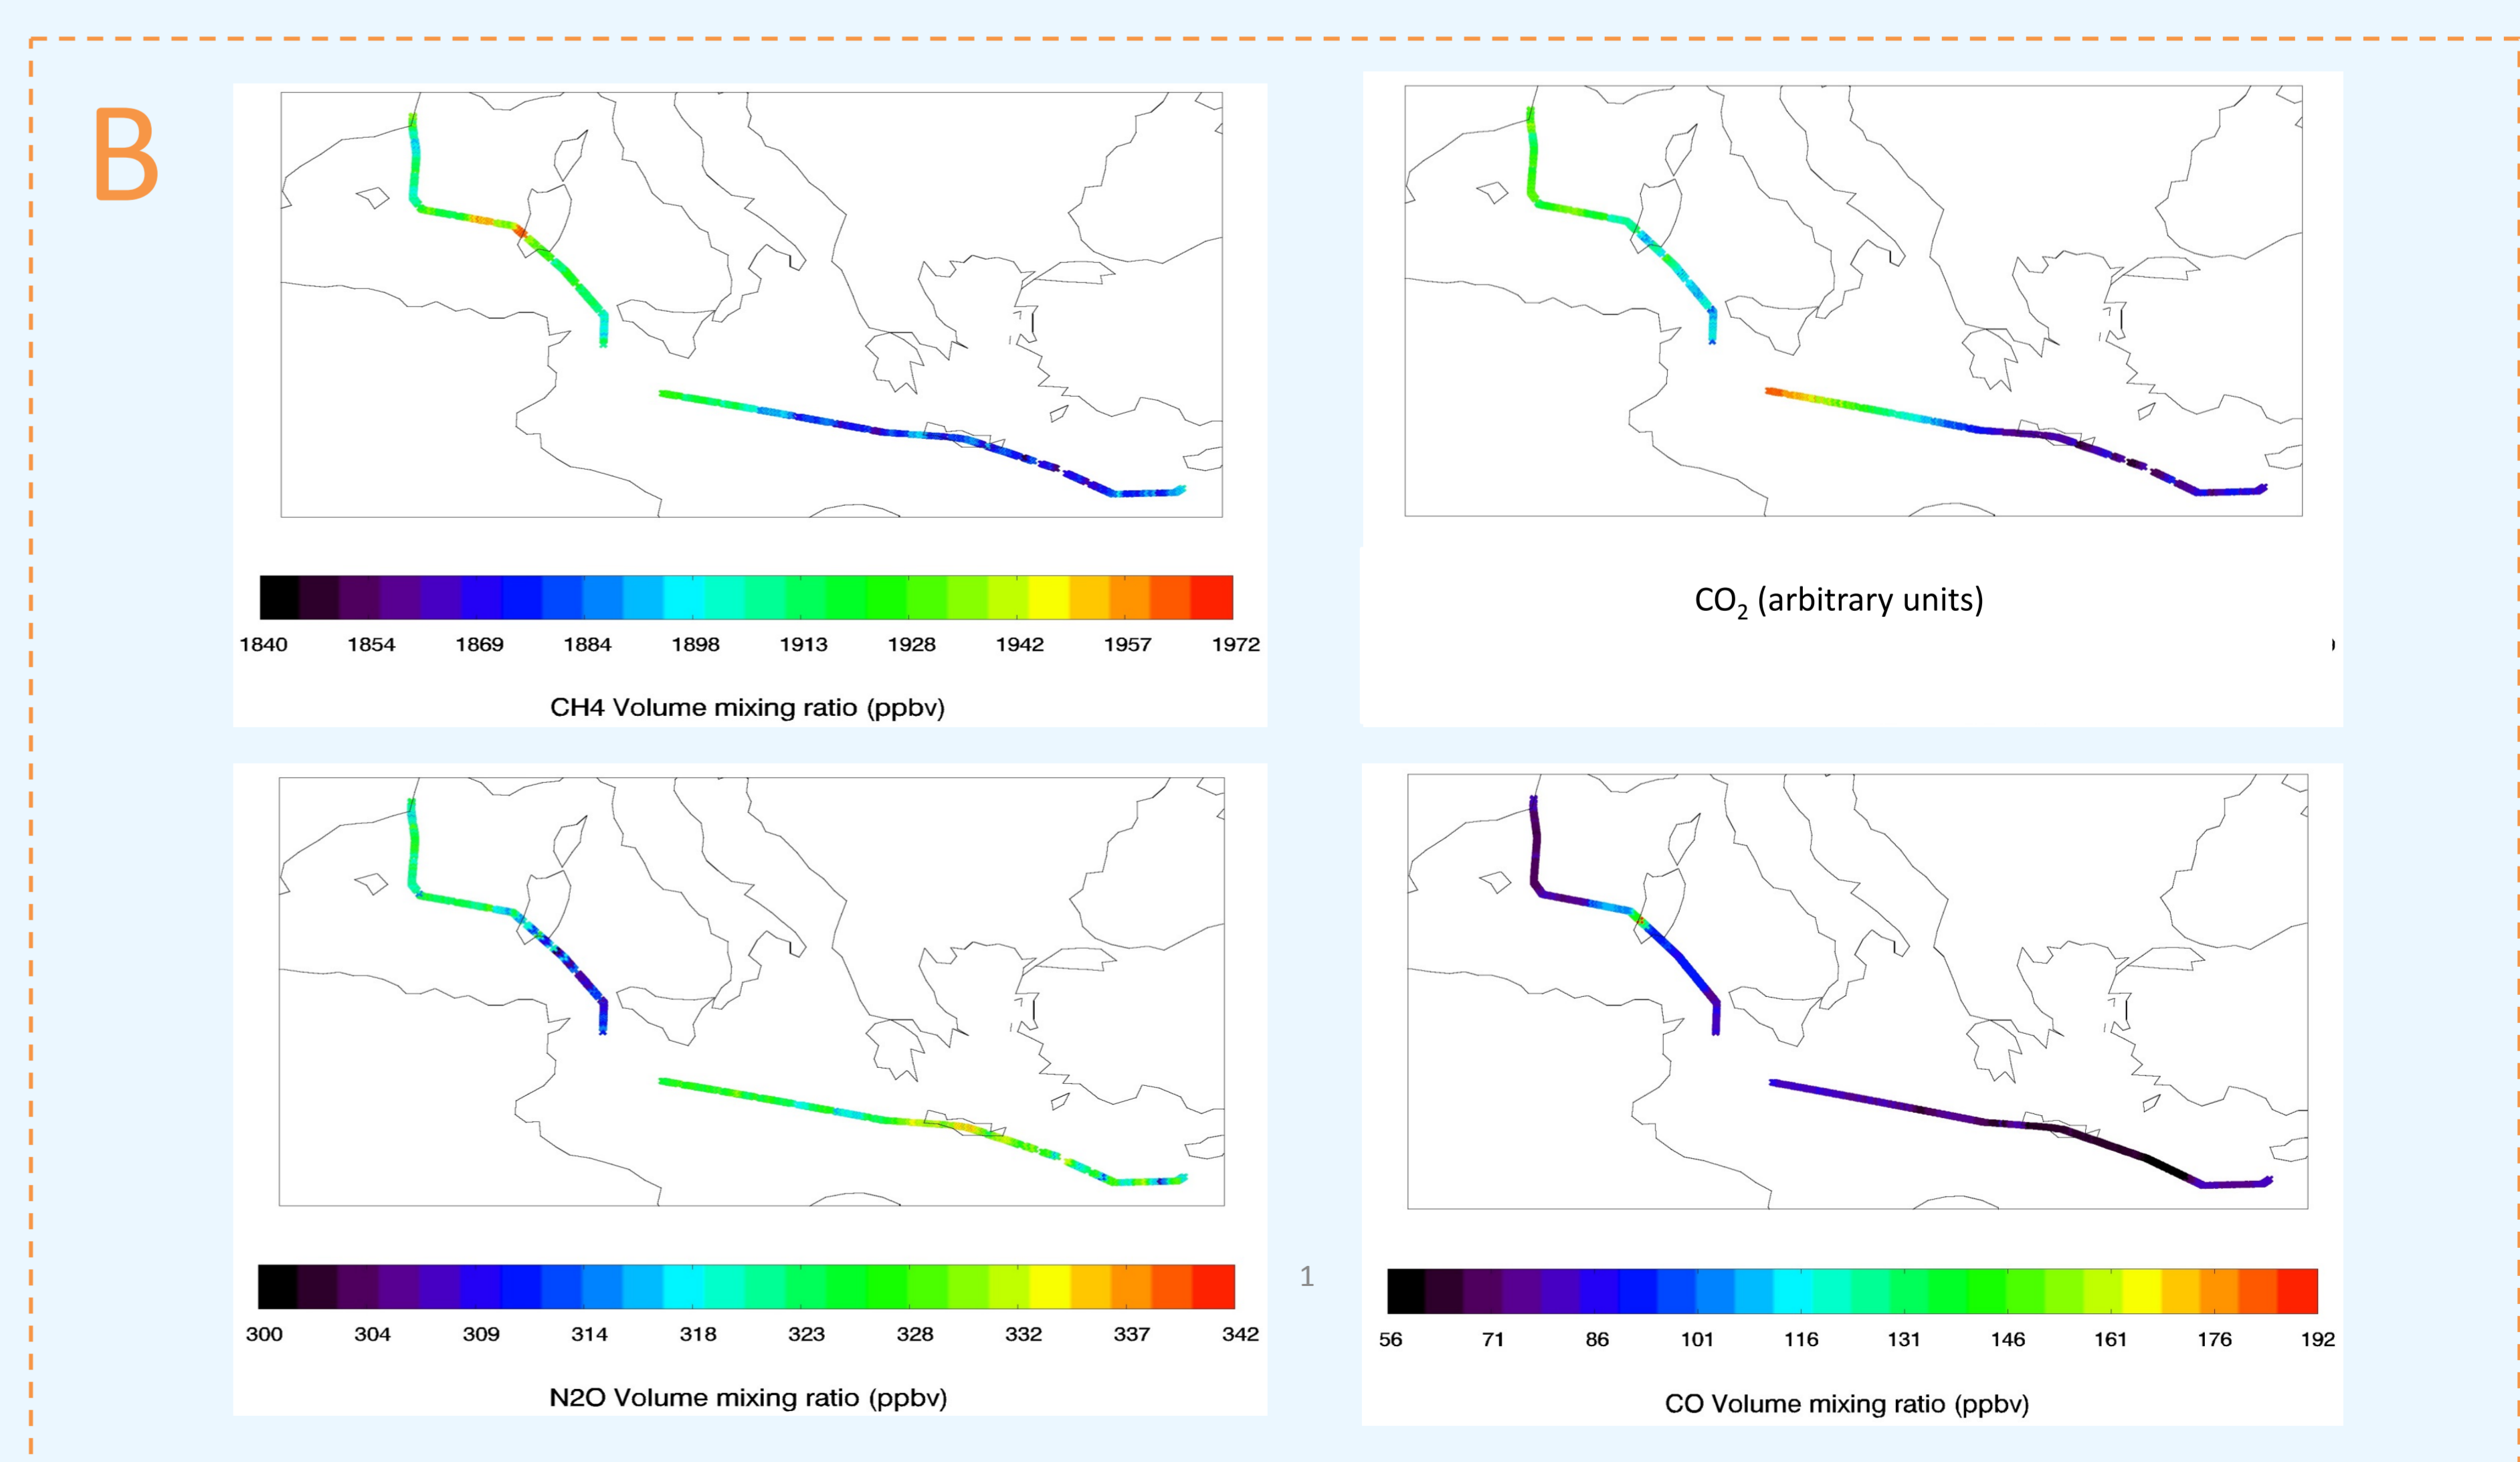 B
1840 1854 1869 1884 1898 1913 1928 1942 1957 1972
CH4 Volume mixing ratio (ppbv)
CO2 (arbitrary units)
300 304 309 314 318 323 328 332 337 342
N2O Volume mixing ratio (ppbv)
1
56 71 86 101 116 131 146 161 176 192
CO Volume mixing ratio (ppbv)